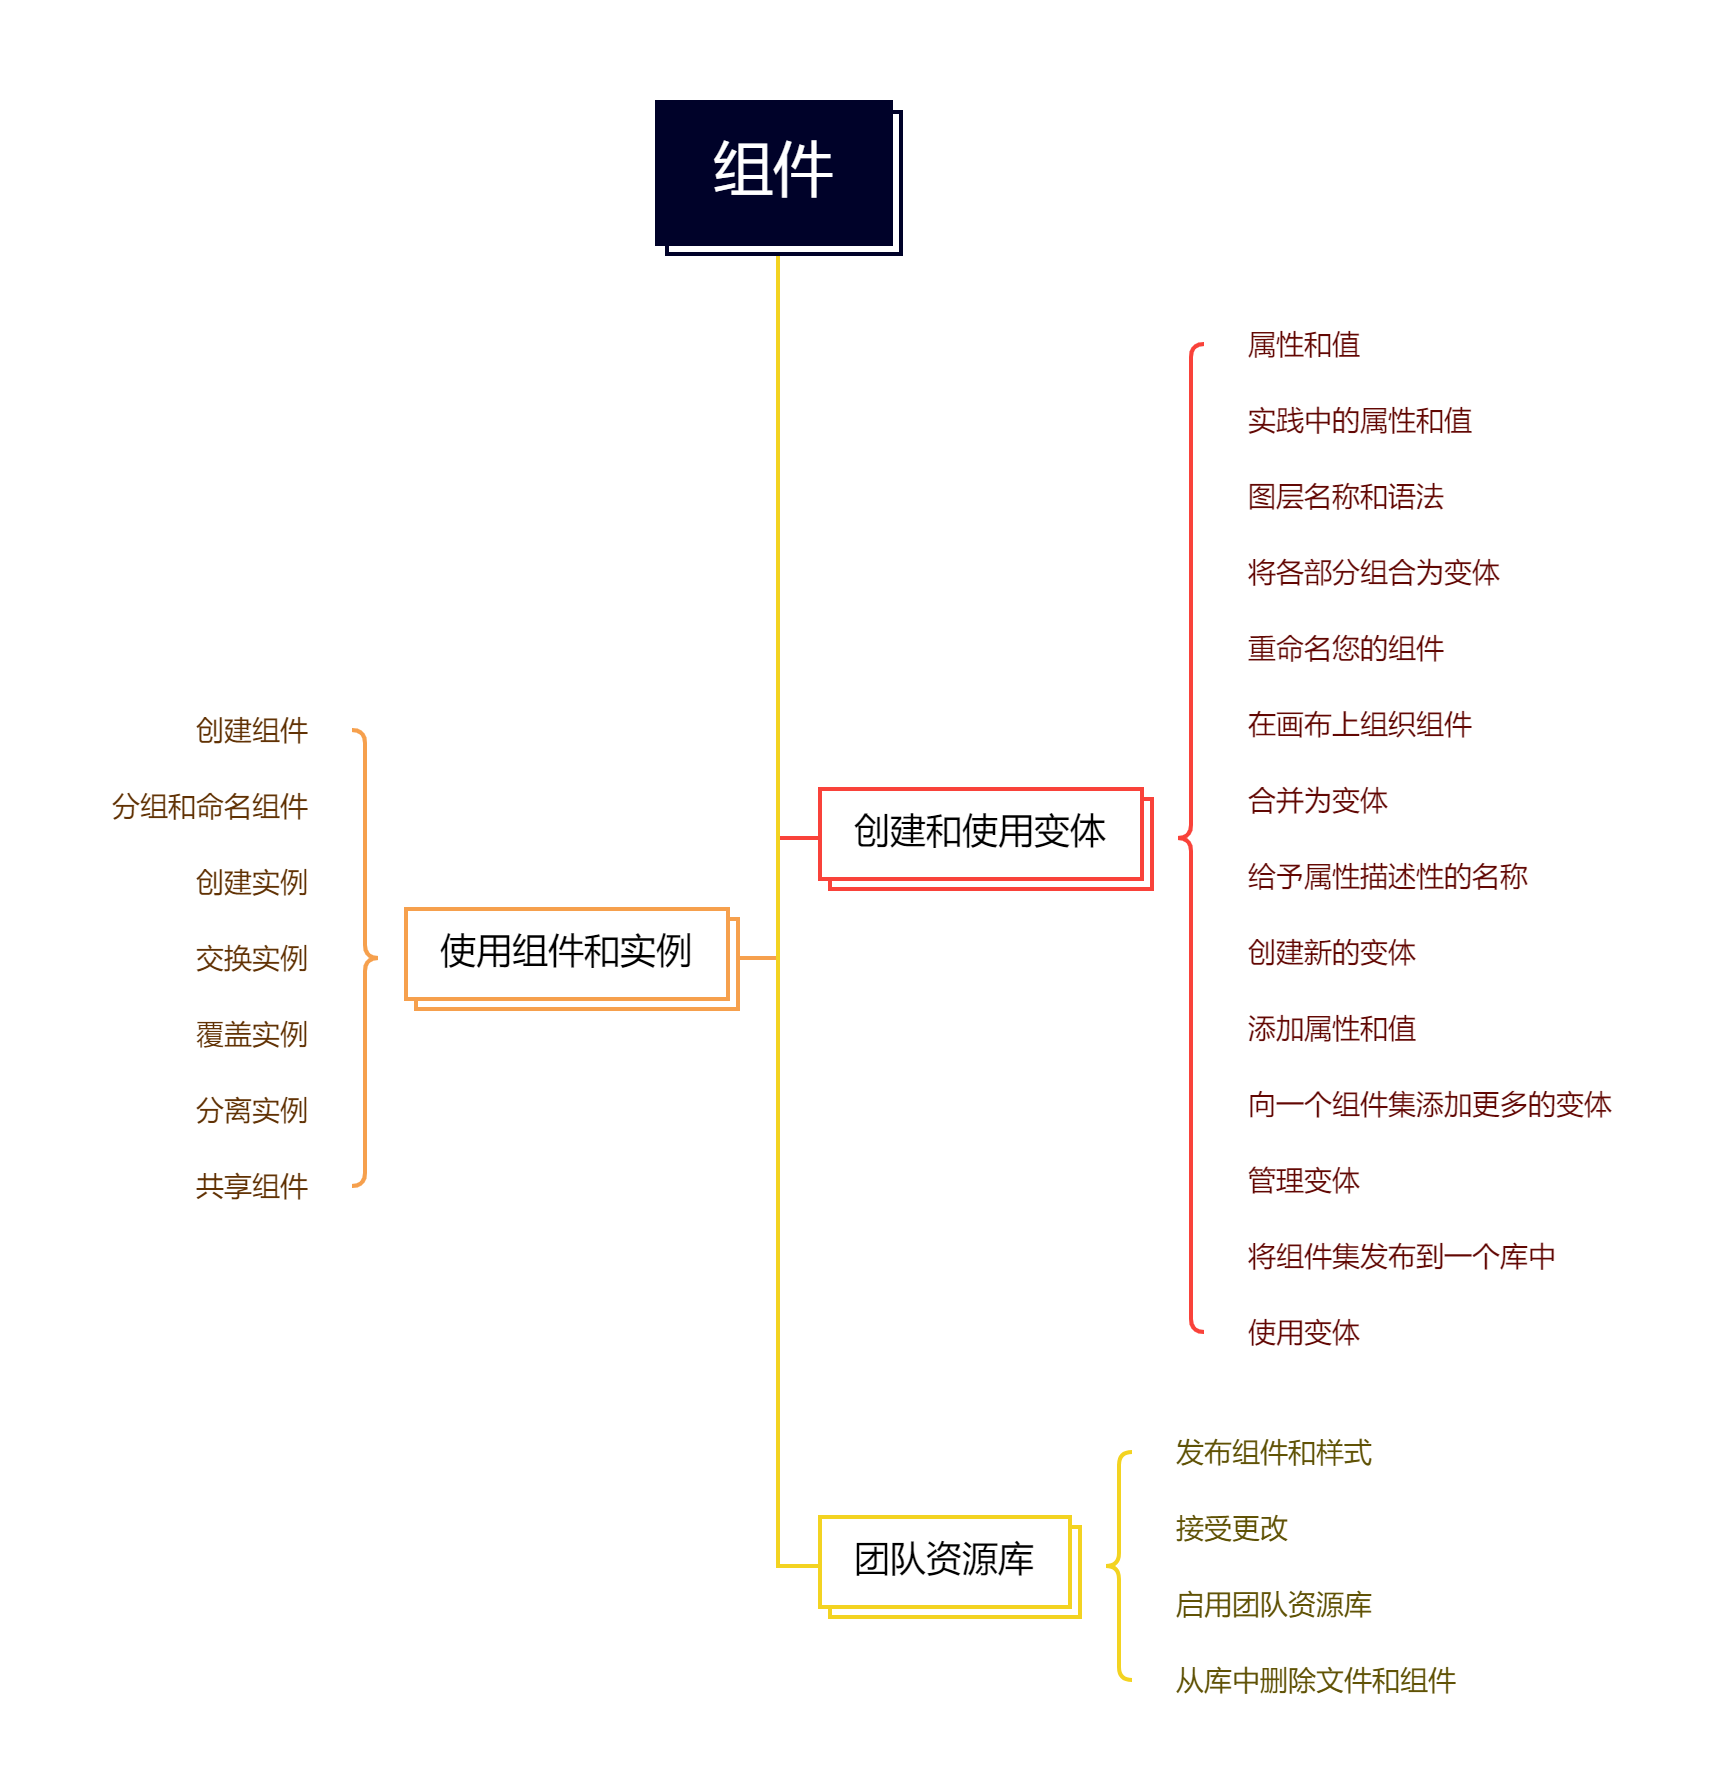 组件
创建和使用变体
属性和值
实践中的属性和值
图层名称和语法
将各部分组合为变体
重命名您的组件
在画布上组织组件
合并为变体
给予属性描述性的名称
创建新的变体
添加属性和值
向一个组件集添加更多的变体
管理变体
将组件集发布到一个库中
使用变体
使用组件和实例
创建组件
分组和命名组件
创建实例
交换实例
覆盖实例
分离实例
共享组件
团队资源库
发布组件和样式
接受更改
启用团队资源库
从库中删除文件和组件